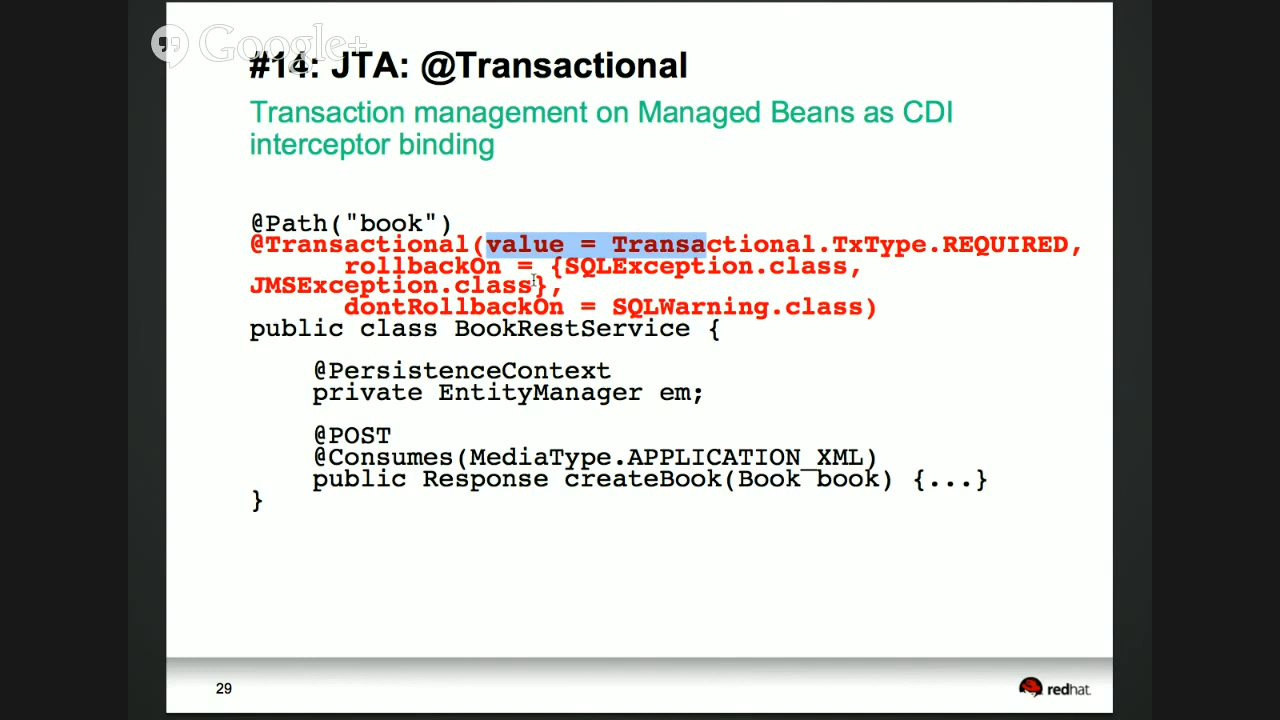 Google+
#14: JTA: @Transactional
Transaction management on Managed Beans as CDI
interceptor binding
@Path("book")
@Transactional(value = Transactional.TxType.REQUIRED,
rollbackOn = {SQLException.class,
JMSException.class},
dontRollbackOn = SQLWarning.class)
public class BookRestService {
@PersistenceContext
private EntityManager em;
@POST
@Consumes(MediaType.APPLICATION_XML)
public Response createBook(Book book) {...}
}
29
redhat.